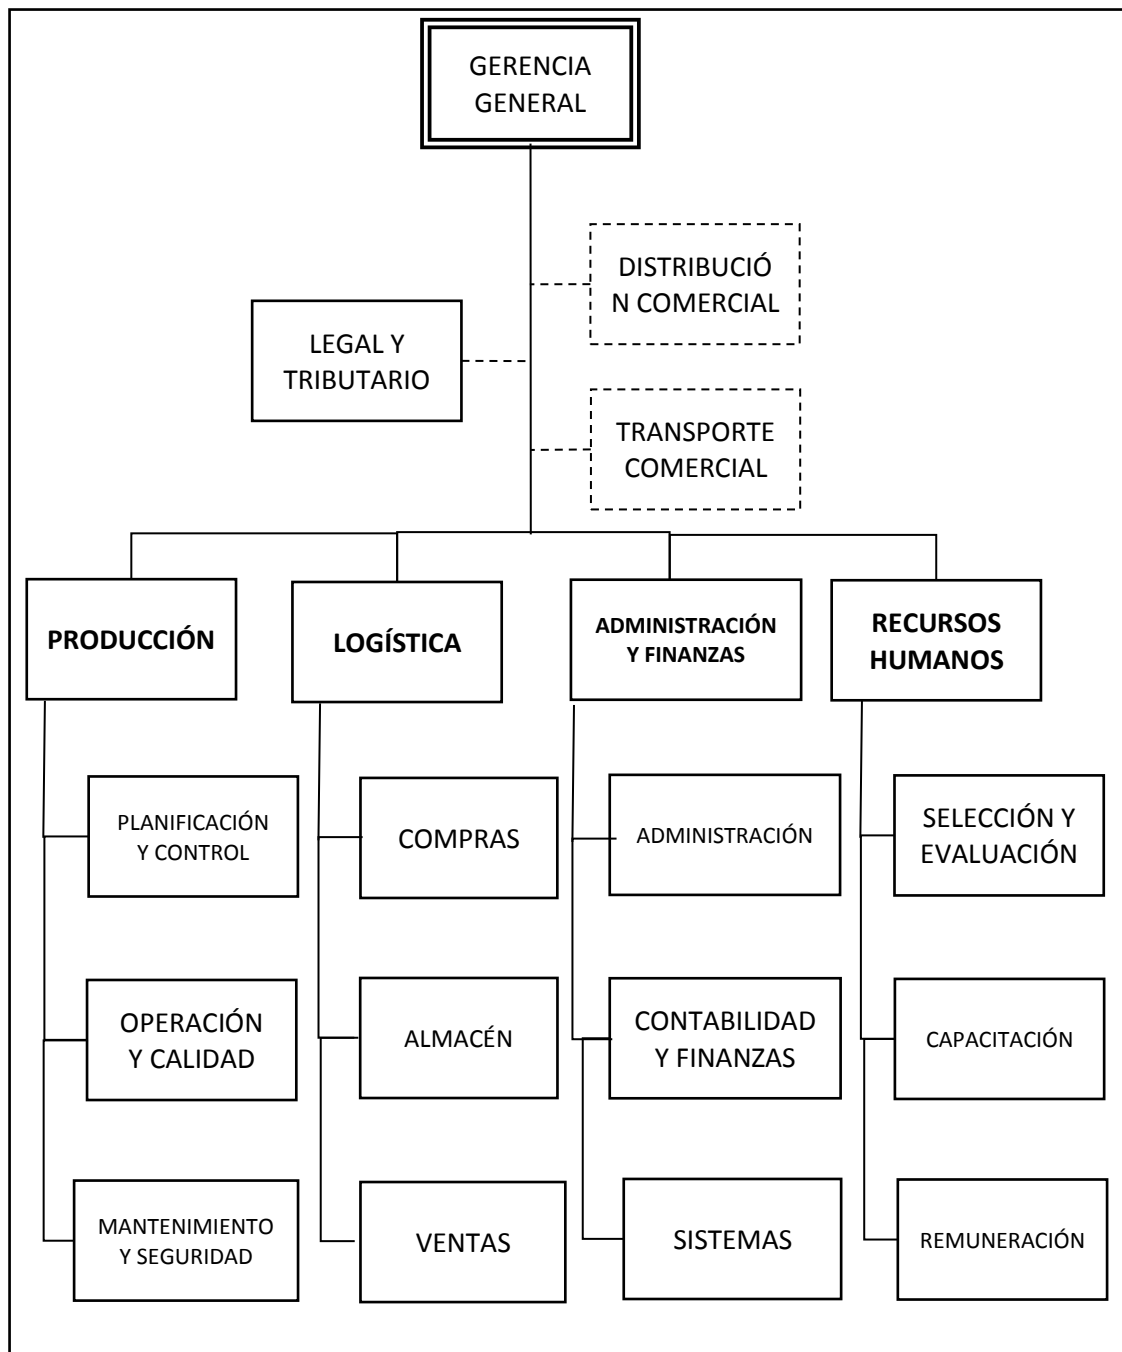 GERENCIA
GENERAL
DISTRIBUCIÓ
N COMERCIAL
LEGAL Y
TRIBUTARIO
TRANSPORTE
COMERCIAL
PRODUCCIÓN
LOGÍSTICA
ADMINISTRACIÓN
Y FINANZAS
RECURSOS
HUMANOS
PLANIFICACIÓN
Y CONTROL
COMPRAS
ADMINISTRACIÓN
SELECCIÓN Y
EVALUACIÓN
OPERACIÓN
Y CALIDAD
ALMACÉN
CONTABILIDAD
Y FINANZAS
CAPACITACIÓN
MANTENIMIENTO
Y SEGURIDAD
VENTAS
SISTEMAS
REMUNERACIÓN